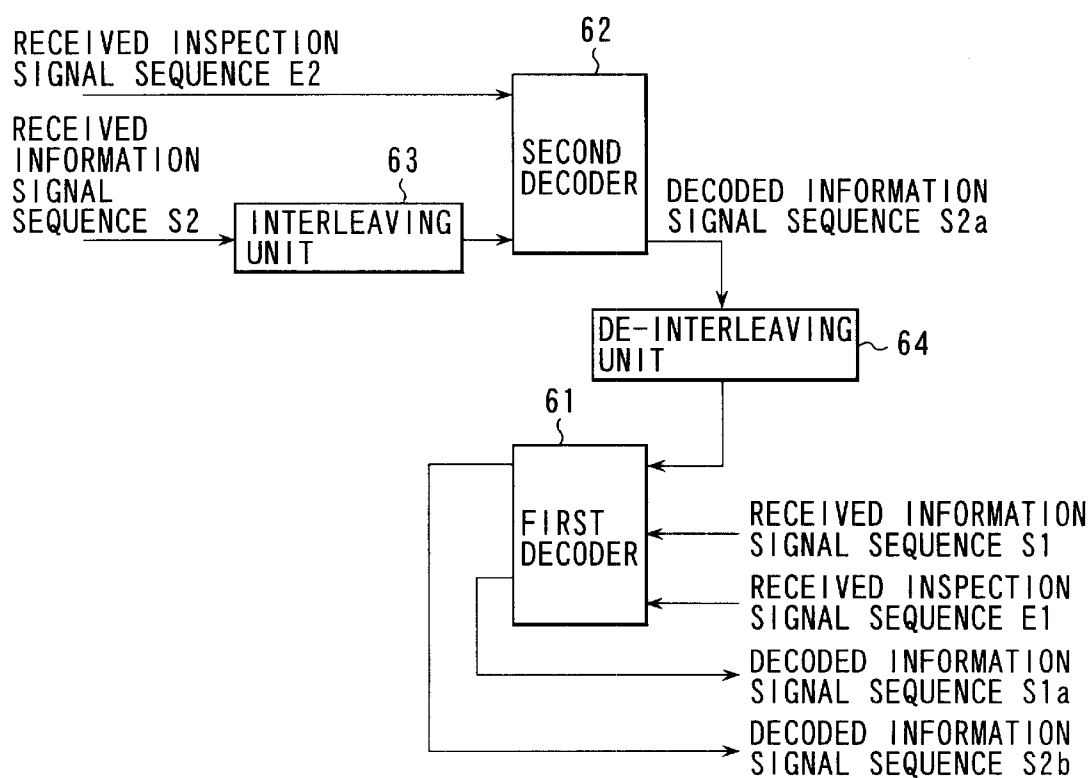 62
RECEIVED INSPECTION
SIGNAL SEQUENCE E2
RECEIVED
INFORMATION
SIGNAL
SEQUENCE S2
63
INTERLEAVING
UNIT
SECOND
DECODER
DECODED INFORMATION
SIGNAL SEQUENCE S2a
DE-INTERLEAVING
UNIT
64
61
FIRST
DECODER
RECEIVED INFORMATION
SIGNAL SEQUENCE S1
RECEIVED INSPECTION
SIGNAL SEQUENCE E1
DECODED INFORMATION
SIGNAL SEQUENCE S1a
DECODED INFORMATION
SIGNAL SEQUENCE S2b